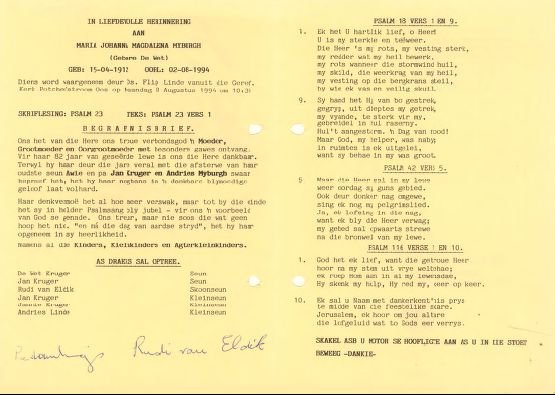 IN LIEFDEVOLLE HERINNERING
AAN
MARIA JOHANNA MAGDALENA MYBURGH
(Gebore De Wet)
GEB: 15-04-1912 OORL: 02-08-1994
Diens word waargeneem deur Ds. Flip Linde vanuit die Geref.
Kerk Potchefstroom Oos op Maandag 8 Augustus 1994 om 10:30
SKRIFLESING: PSALM 23 TEKS: PSALM 23 VERS 1
BEGRAFNISBRIEF.
Ons het van die Here ons troue verbondsgod 'n Moeder,
Grootmoeder en Oorgrootmoeder met besondere gawes ontvang.
Vir haar 82 jaar van geseënde lewe is ons die Here dankbaar.
Terwyl hy haar deur die jare veral met die afsterwe van haar
oudste seun Awie en pa Jan Kruger en Andries Myburgh swaar
beproef het, het hy haar nogtans in 'n dankbare blymoedige
geloof laat volhard.
Haar denkvermoë het al hoe meer verswak, maar tot by die einde
het sy in helder Psalmsang bly jubel - vir ons 'n voorbeeld
van God se genade. Ons treur, maar nie soos die wat geen
hoop het nie. "en ná die dag van aardse stryd", het hy haar
opgeneem in sy heerlikheid.
Namens al die Kinders, Kleinkinders en Agterkleinkinders.
AS DRAERS SAL OPTREE.
De Wet Kruger Seun
Jan Kruger Seun
Rudi van Eldik Skoonseun
Jan Kruger Kleinseun
Kruger Kleinseun
Andries Linde Kleinseun
Rudi van Eldik
PSALM 18 VERS 1 EN 9.
1. Ek het U hartlik lief, o Heer!
U is my sterkte en teëweer.
Die Heer 's my rots, my vesting sterk,
my redder wat my heil bewerk,
my rots wanneer die stormwind huil,
my skild, die weerkrag van my heil,
my vesting op die bergkrans steil,
by wie ek vas en veilig skuil.
9. Sy hand het Hy van bo gestrek,
gegryp, uit dieptes my getrek,
my vyande, te sterk vir my,
gebreidel in hul raserny.
Hul't aangestorm. 'n Dag van nood!
Maar God, my helper, was naby;
in ruimtes is ek uitgelei,
want sy behae in my was groot.
PSALM 42 VER: 5.
5 Maar die Heer sal in my lewe
weer oordag sy guns gebied.
Ook deur donker nag omgewe,
sing ek nog my pelgrimslied.
Ja, ek lofsing in die nag,
want ek bly die Heer verwag;
my gebed sal opwaarts strewe
na die bronwel van my lewe.
PSALM 116 VERSE 1 EN 10.
1. God het ek lief, want die getroue Heer
hoor na my stem uit vrye weldade;
ek roep Hom aan in al my lewensdae,
Hy skenk my hulp, Hy red my, keer op keer.
10. Ek sal u Naam met dankerkent'nis prys
te midde van die feestelike skare.
Jerusalem, ek hoor om jou altare
die lofgeluid wat to Gods eer verrys.
SKAKEL ASB U MOTOR SE HOOFLIGTE AAN AS U IN DIE STOET
BEWEEG -DANKIE-